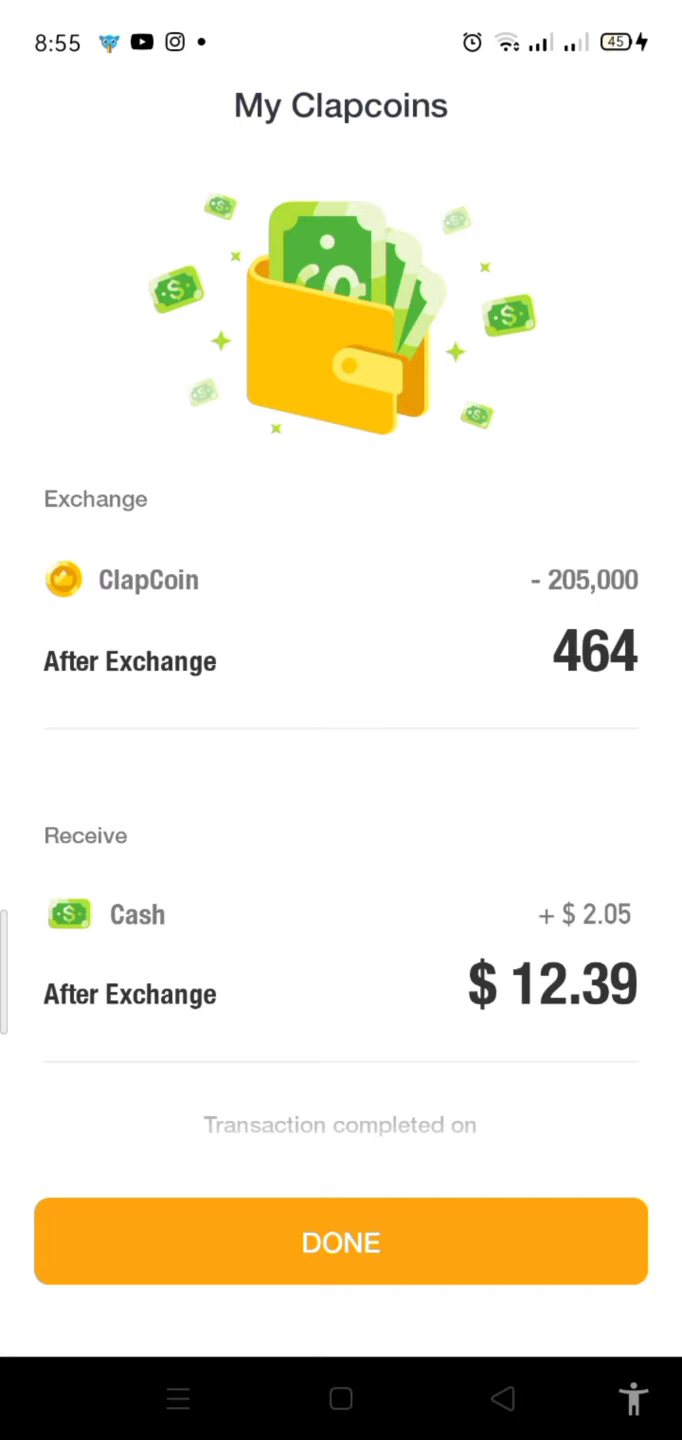 8:55
45
My Clapcoins
Exchange
ClapCoin
- 205,000
After Exchange
464
Receive
Cash
+ $ 2.05
After Exchange
$ 12.39
Transaction completed on
DONE